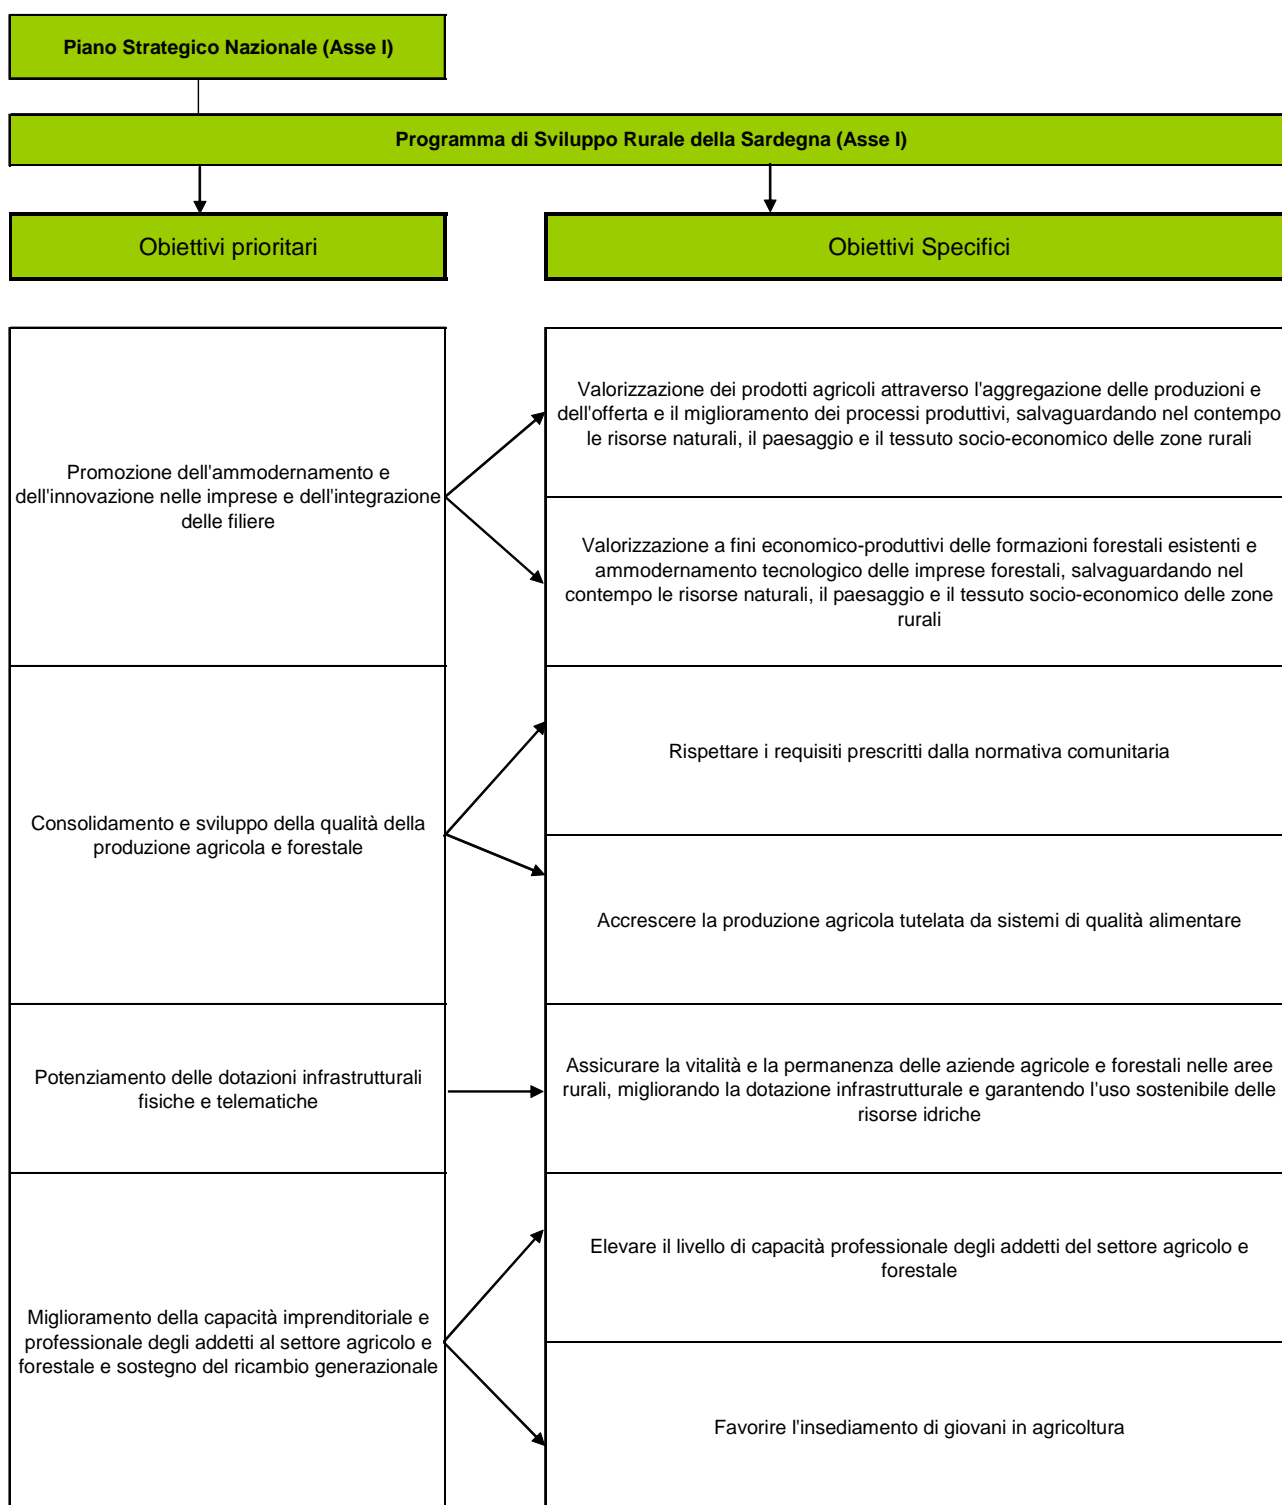 Piano Strategico Nazionale (Asse I)
Programma di Sviluppo Rurale della Sardegna (Asse I)
Obiettivi prioritari
Obiettivi Specifici
Promozione dell'ammodernamento e
dell'innovazione nelle imprese e dell'integrazione
delle filiere
Valorizzazione dei prodotti agricoli attraverso l'aggregazione delle produzioni e
dell'offerta e il miglioramento dei processi produttivi, salvaguardando nel contempo
le risorse naturali, il paesaggio e il tessuto socio-economico delle zone rurali
Valorizzazione a fini economico-produttivi delle formazioni forestali esistenti e
ammodernamento tecnologico delle imprese forestali, salvaguardando nel
contempo le risorse naturali, il paesaggio e il tessuto socio-economico delle zone
rurali
Consolidamento e sviluppo della qualità della
produzione agricola e forestale
Rispettare i requisiti prescritti dalla normativa comunitaria
Accrescere la produzione agricola tutelata da sistemi di qualità alimentare
Potenziamento delle dotazioni infrastrutturali
fisiche e telematiche
Assicurare la vitalità e la permanenza delle aziende agricole e forestali nelle aree
rurali, migliorando la dotazione infrastrutturale e garantendo l'uso sostenibile delle
risorse idriche
Miglioramento della capacità imprenditoriale e
professionale degli addetti al settore agricolo e
forestale e sostegno del ricambio generazionale
Elevare il livello di capacità professionale degli addetti del settore agricolo e
forestale
Favorire l'insediamento di giovani in agricoltura